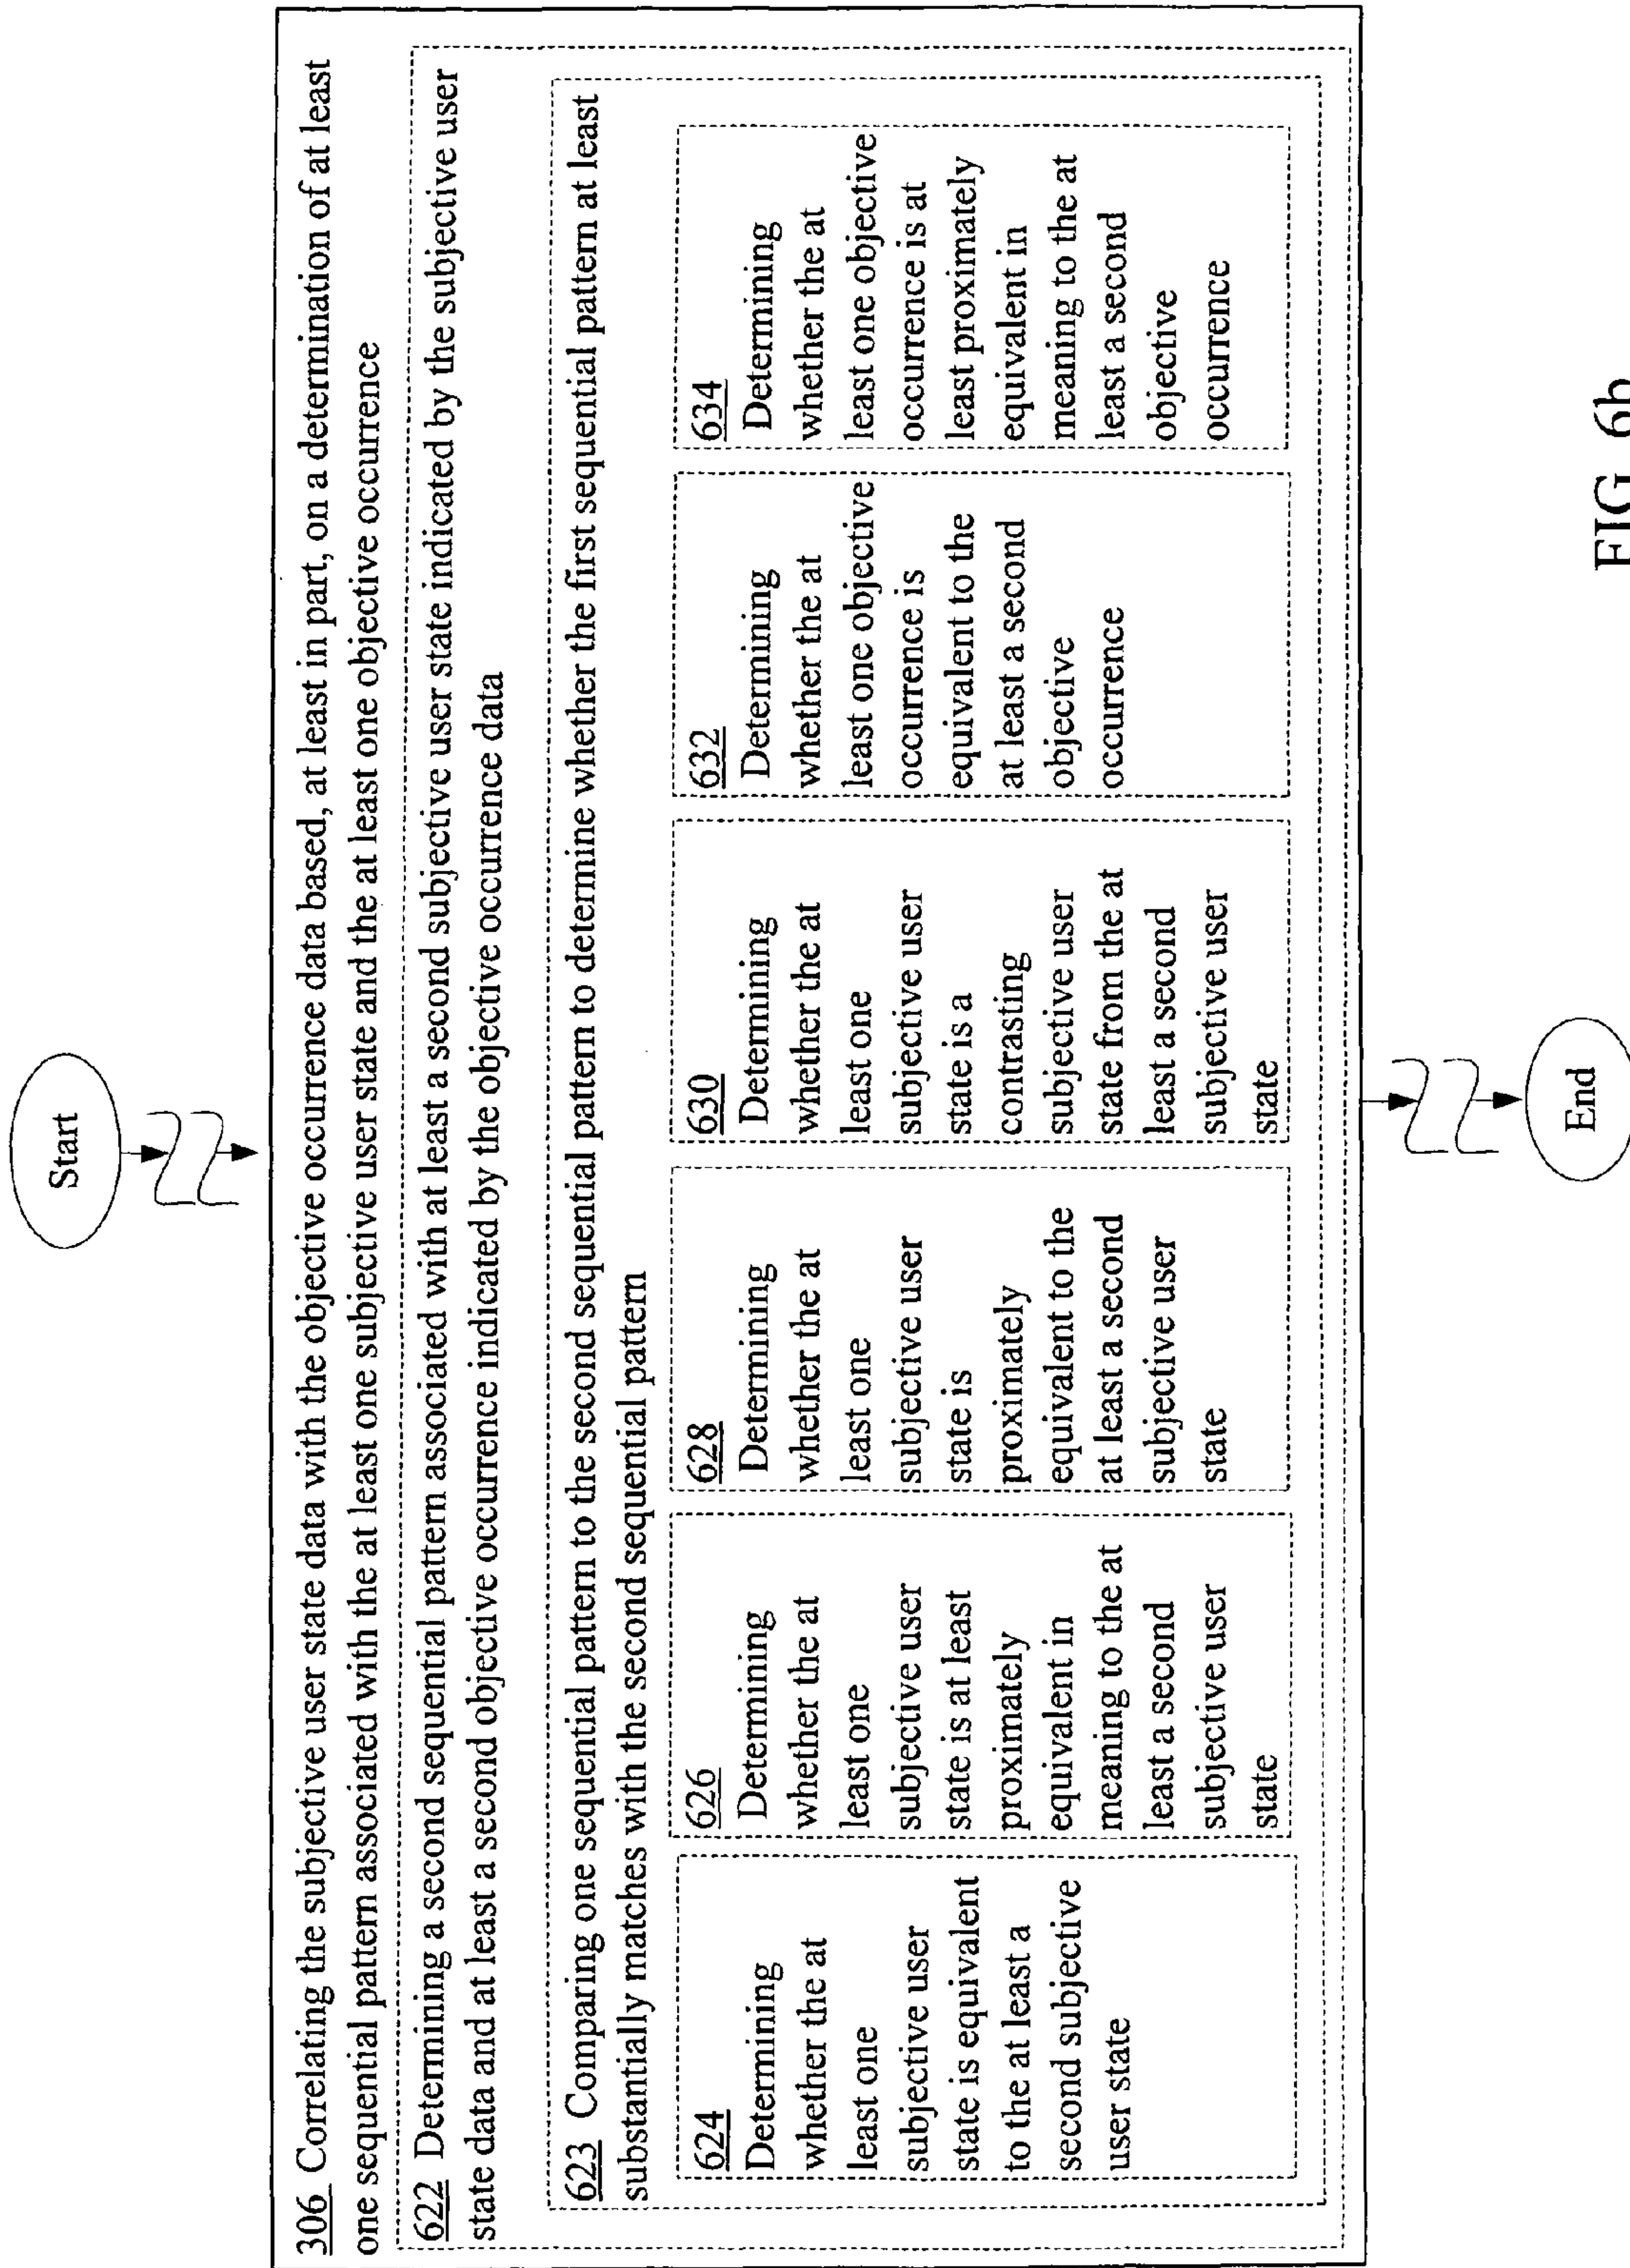 Start
306 Correlating the subjective user state data with the objective occurrence data based, at least in part, on a determination of at least
one sequential pattern associated with the at least one subjective user state and the at least one objective occurrence
622 Determining a second sequential pattern associated with at least a second subjective user state indicated by the subjective user
state data and at least a second objective occurrence indicated by the objective occurrence data
623 Comparing one sequential pattern to the second sequential pattern to determine whether the first sequential pattern at least
substantially matches with the second sequential pattern
624
Determining
whether the at
least one
subjective user
state is equivalent
to the at least a
second subjective
user state
626
Determining
whether the at
least one
subjective user
state is at least
proximately
equivalent in
meaning to the at
least a second
subjective user
state
628
Determining
whether the at
least one
subjective user
state is
proximately
equivalent to the
at least a second
subjective user
state
630
Determining
whether the at
least one
subjective user
state is a
contrasting
subjective user
state from the at
least a second
subjective user
state
632
Determining
whether the at
least one objective
occurrence is
equivalent to the
at least a second
objective
occurrence
634
Determining
whether the at
least one objective
occurrence is at
least proximately
equivalent in
meaning to the at
least a second
objective
occurrence
End
FIG. 6b